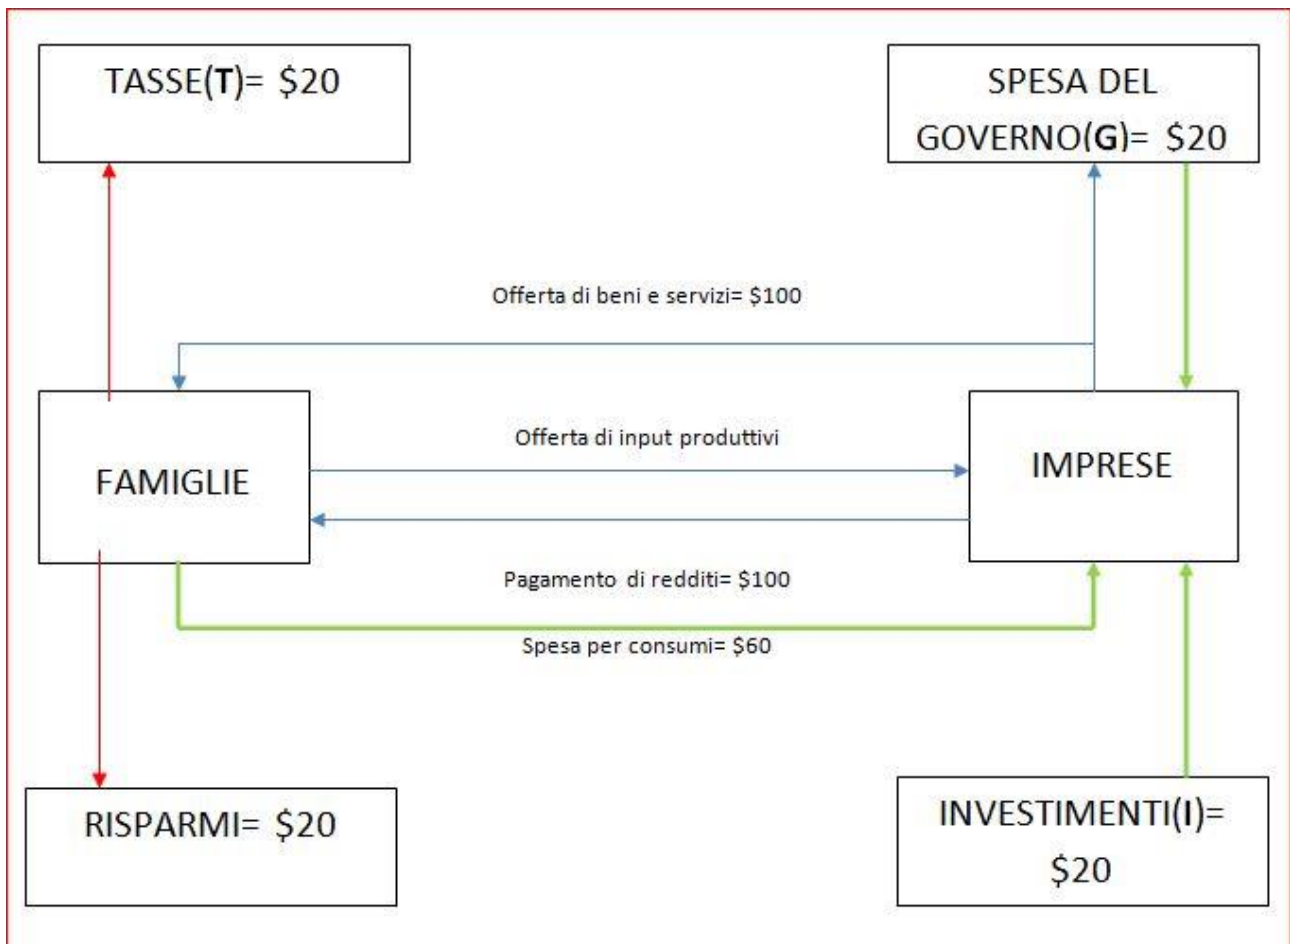 TASSE(T)= $20
SPESA DEL
GOVERNO(G)= $20
Offerta di beni e servizi= $100
Offerta di input produttivi
FAMIGLIE
IMPRESE
Pagamento di redditi= $100
Spesa per consumi= $60
RISPARMI= $20
INVESTIMENTI(I)=
$20